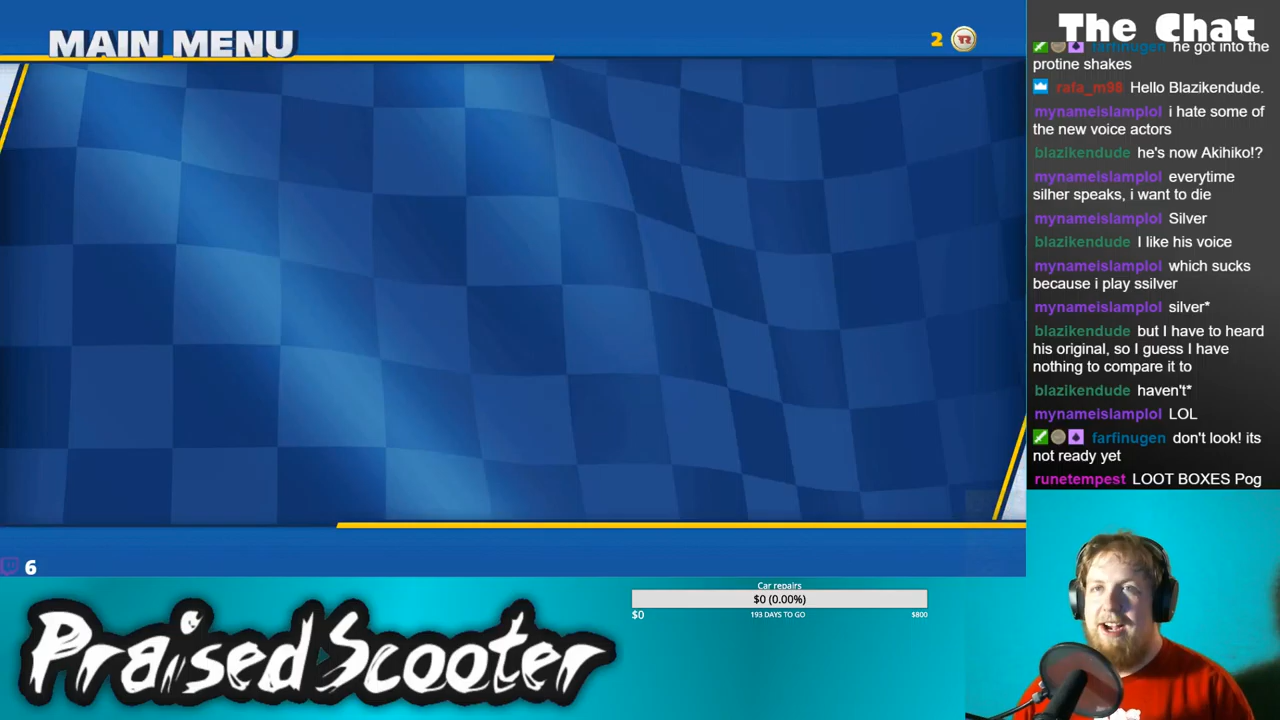 MAIN MENU
2
The Chat
farfinugen he got into the
protine shakes
rafa_m98 Hello Blazikendude.
mynameislamplol i hate some of
the new voice actors
blazikendude he's now Akihiko!?
mynameislamplol everytime
silher speaks, i want to die
mynameislamplol Silver
blazikendude I like his voice
mynameislamplol which sucks
because i play ssilver
mynameislamplol silver*
blazikendude but I have to heard
his original, so I guess I have
nothing to compare it to
blazikendude haven't*
mynameislamplol LOL
farfinugen don't look! its
not ready yet
runetempest LOOT BOXES Pog
6
Car repairs
$0 (0.00%)
$0 193 DAYS TO GO $800
PraisedScooter